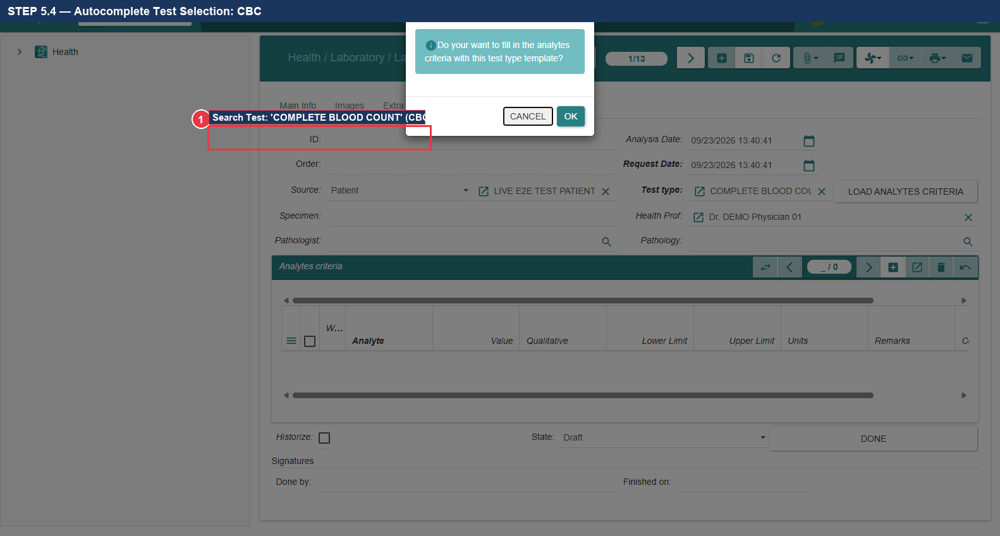 STEP 5.4 — Autocomplete Test Selection: CBC
Health
Health / Laboratory / La
Do your want to fill in the analytes
criteria with this test type template?
CANCEL
OK
1/13
Main Info
Images
Extra
1
Search Test: 'COMPLETE BLOOD COUNT' (CBC
ID:
Analysis Date:
09/23/2026 13:40:41
Order:
Request Date:
09/23/2026 13:40:41
Source:
Patient
LIVE E2E TEST PATIENT
Test type:
COMPLETE BLOOD COU
LOAD ANALYTES CRITERIA
Specimen:
Health Prof:
Dr. DEMO Physician 01
Pathologist:
Pathology:
Analytes criteria
_ / 0
W...
Analyte
Value
Qualitative
Lower Limit
Upper Limit
Units
Remarks
Historize:
State:
Draft
DONE
Signatures
Done by:
Finished on: